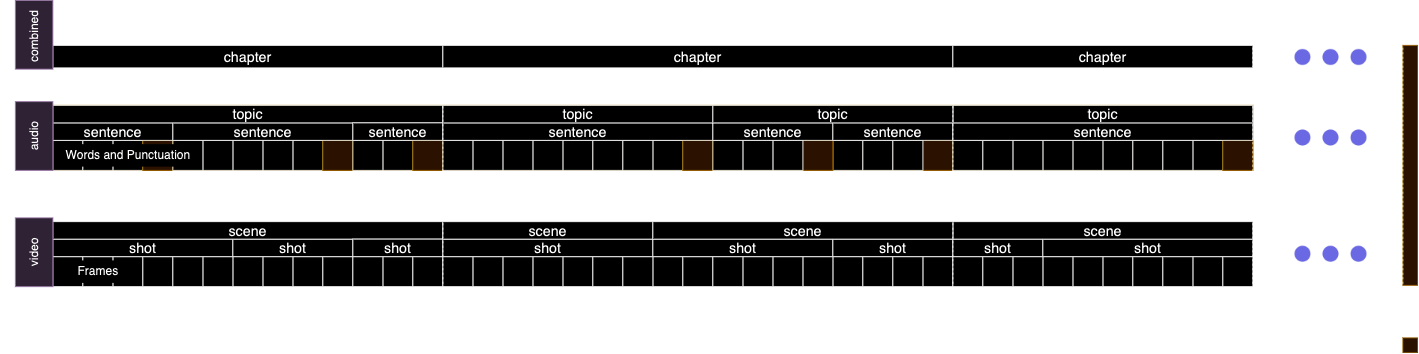 combined
chapter chapter chapter
audio
topic topic topic topic
sentence sentence sentence sentence sentence sentence sentence
Words and Punctuation
video
scene scene scene scene
shot shot shot shot shot shot shot shot
Frames